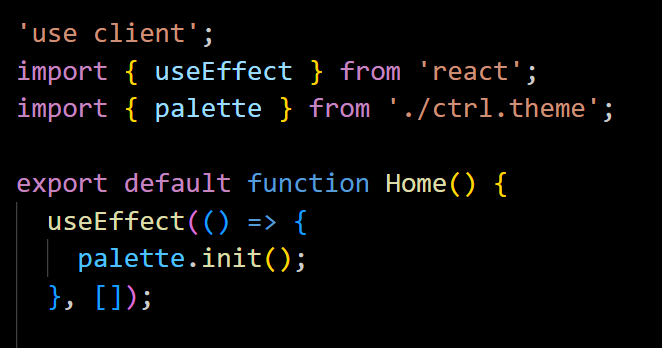 'use client';
import { useEffect } from 'react';
import { palette } from './ctrl.theme';

export default function Home() {
  useEffect(() => {
    palette.init();
  }, []);